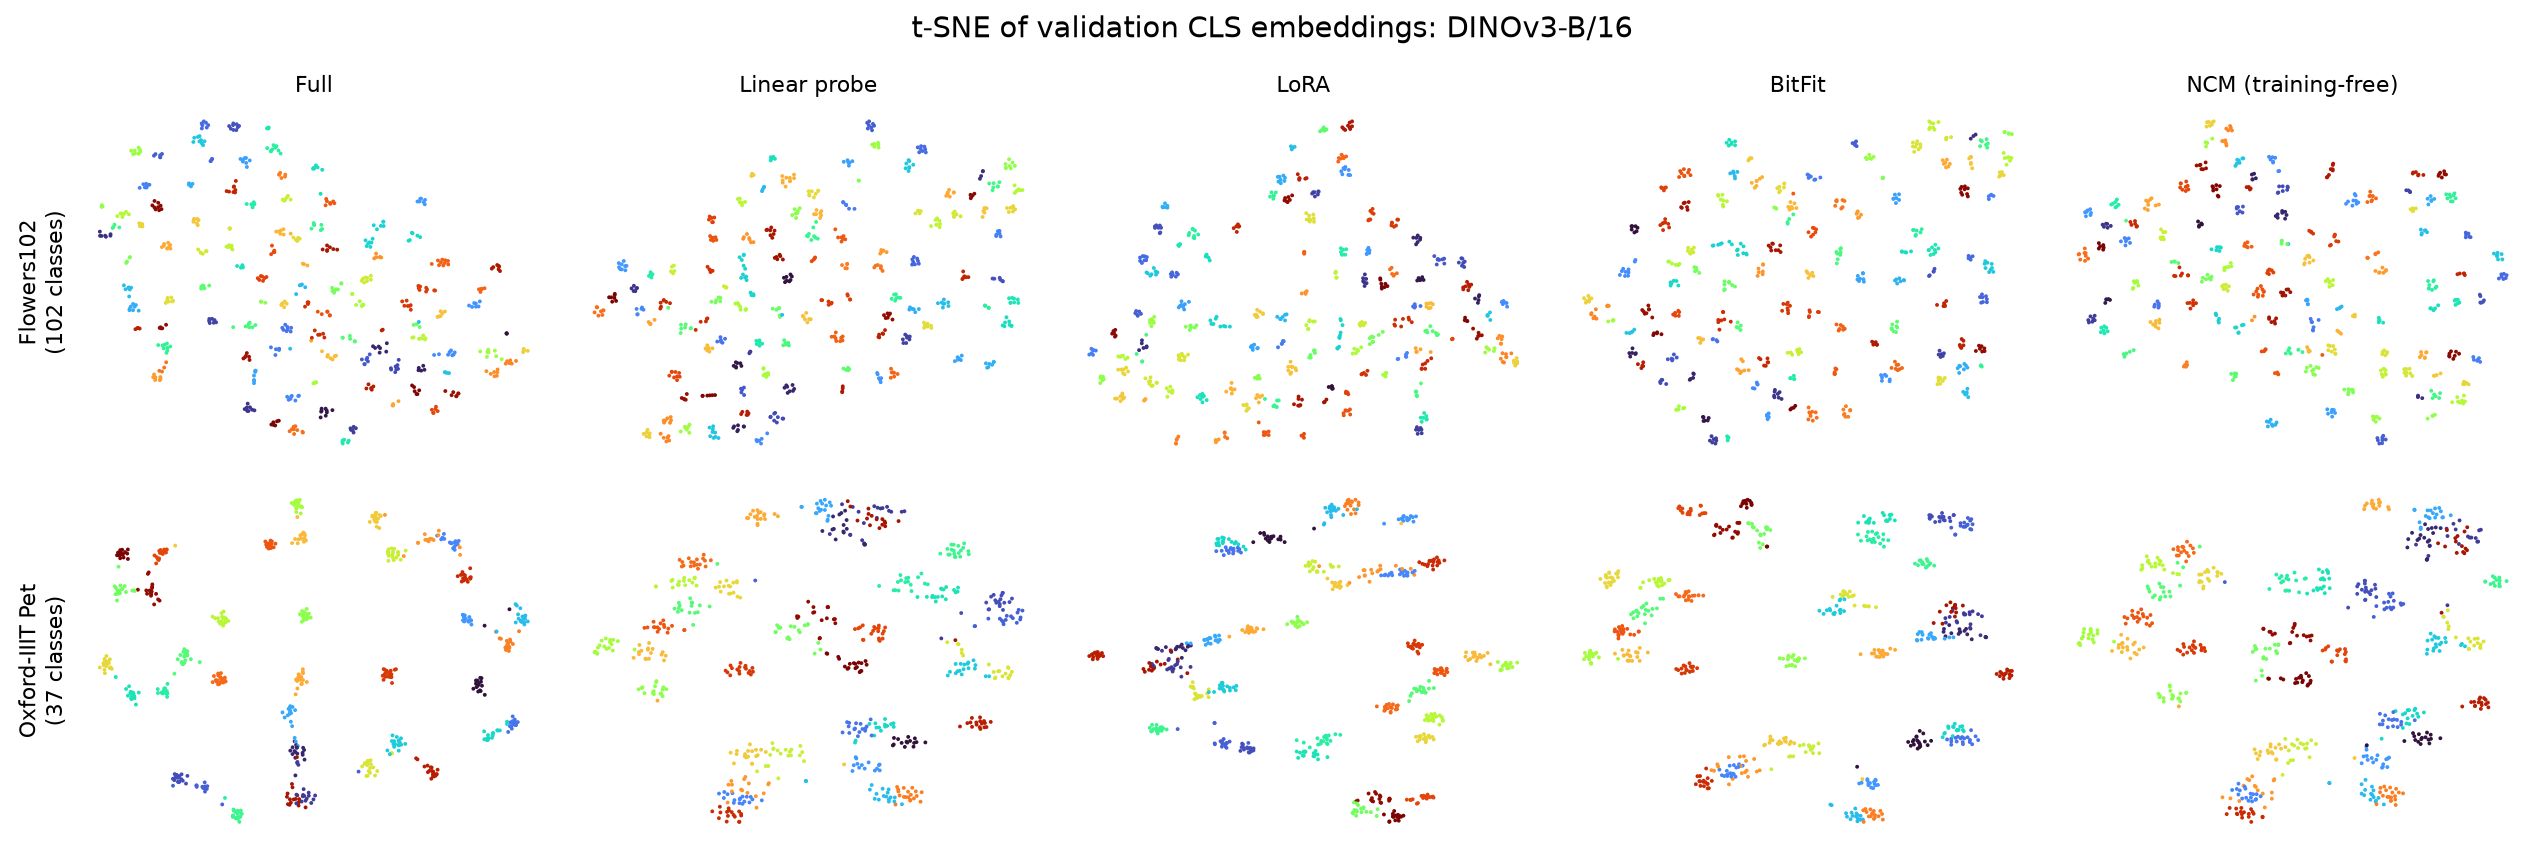 t-SNE of validation CLS embeddings: DINOv3-B/16
Full
Linear probe
LoRA
BitFit
NCM (training-free)
Flowers102
(102 classes)
Oxford-IIIT Pet
(37 classes)